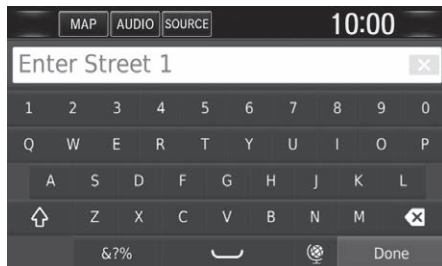 MAP AUDIO SOURCE 10:00
Enter Street 1
1 2 3 4 5 6 7 8 9 0
Q W E R T Y U I O P
A S D F G H J K L
Z X C V B N M
&?% Done